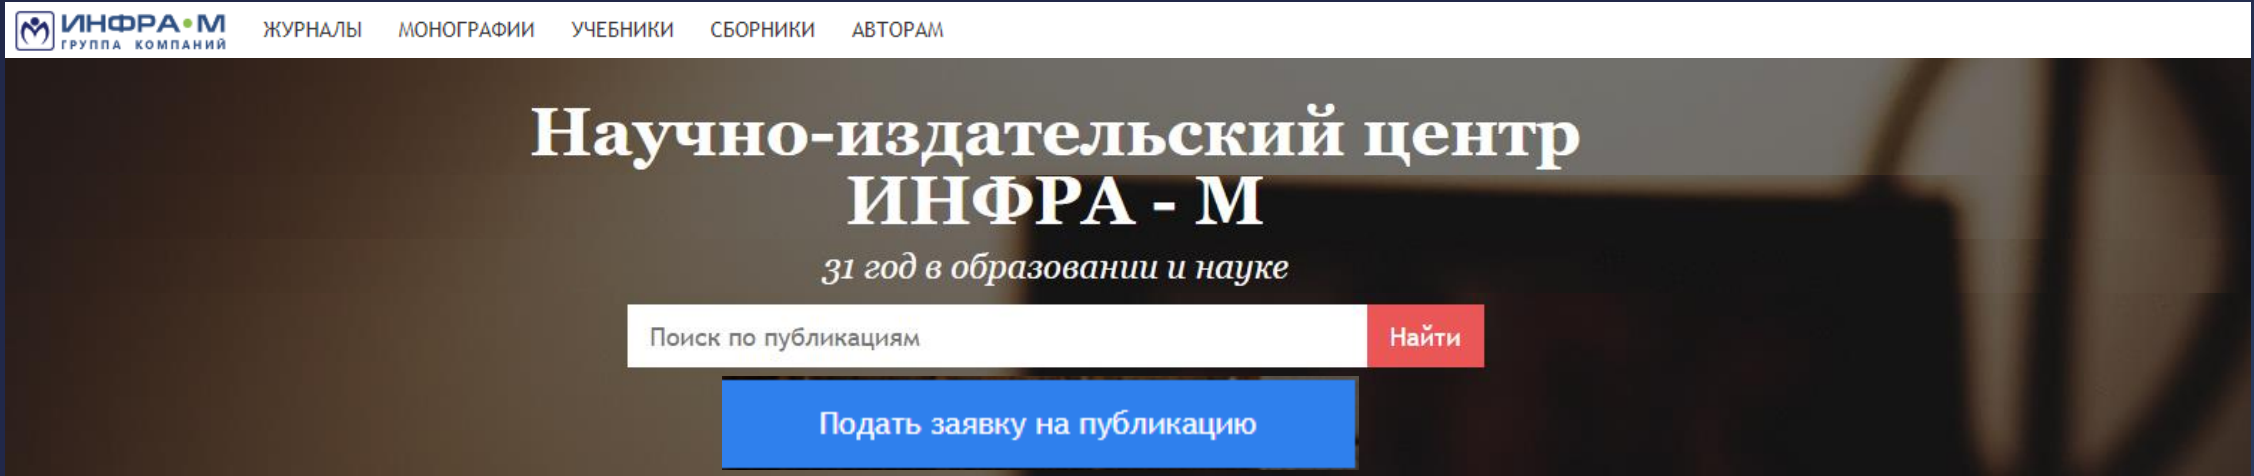 ИНФРА•М
ГРУППА КОМПАНИЙ
ЖУРНАЛЫ МОНОГРАФИИ УЧЕБНИКИ СБОРНИКИ АВТОРАМ
Научно-издательский центр
ИНФРА - М
31 год в образовании и науке
Поиск по публикациям Найти
Подать заявку на публикацию